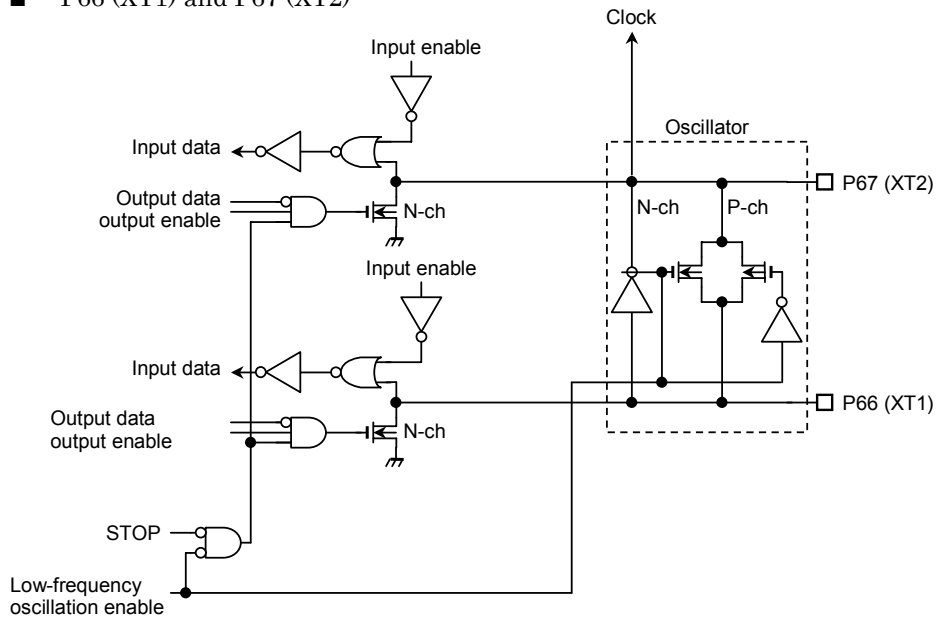 ■ P66 (XT1) and P67 (XT2)
Clock
Input enable
Oscillator
Input data
P67 (XT2)
Output data
output enable
N-ch
N-ch
P-ch
Input enable
Input data
P66 (XT1)
Output data
output enable
N-ch
STOP
Low-frequency
oscillation enable